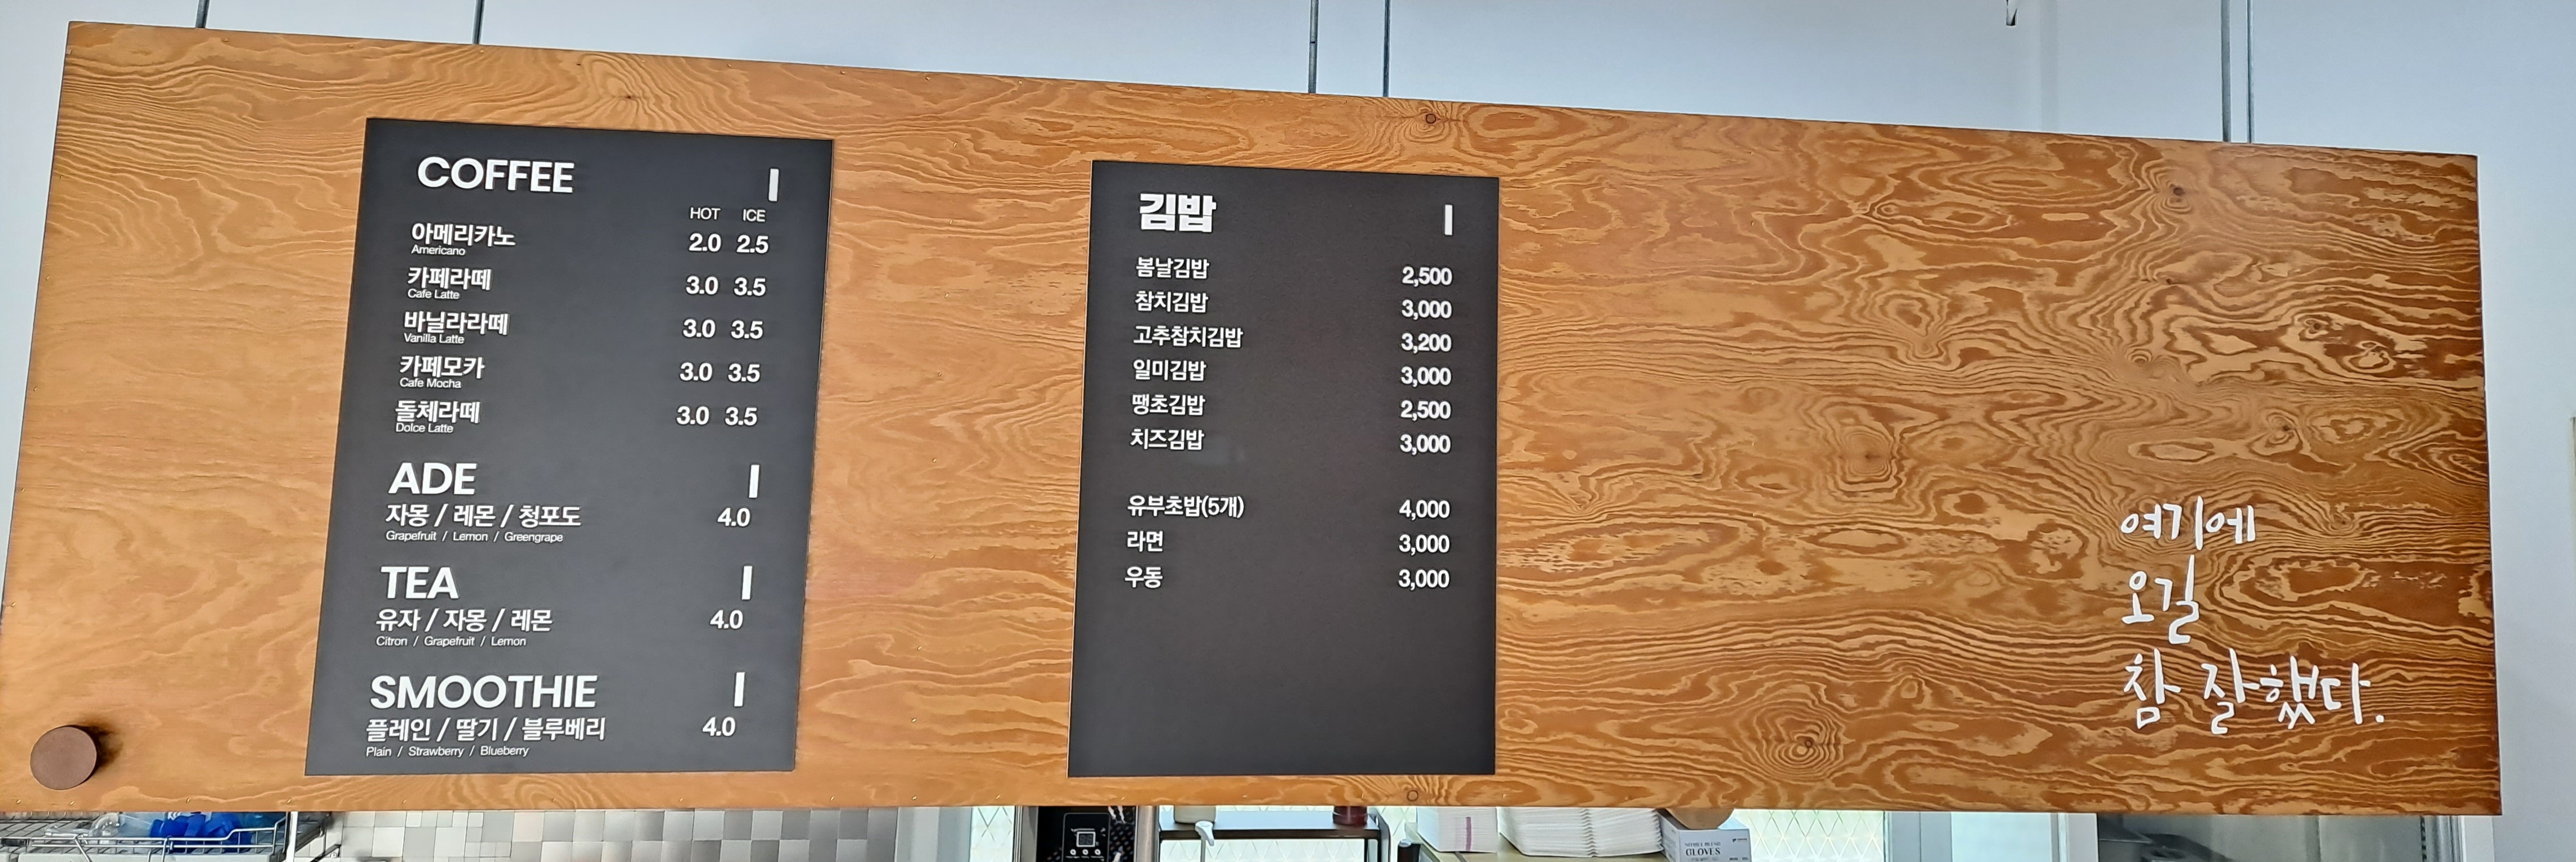 COFFEE
HOT ICE
아메리카노 2.0 2.5
Americano
카페라떼 3.0 3.5
Cafe Latte
바닐라라떼 3.0 3.5
Vanilla Latte
카페모카 3.0 3.5
Cafe Mocha
돌체라떼 3.0 3.5
Dolce Latte
ADE
자몽 / 레몬 / 청포도 4.0
Grapefruit / Lemon / Greengrape
TEA
유자 / 자몽 / 레몬 4.0
Citron / Grapefruit / Lemon
SMOOTHIE
플레인 / 딸기 / 블루베리 4.0
Plain / Strawberry / Blueberry
김밥
봄날김밥 2,500
참치김밥 3,000
고추참치김밥 3,200
일미김밥 3,000
땡초김밥 2,500
치즈김밥 3,000
유부초밥(5개) 4,000
라면 3,000
우동 3,000
여기에
오길
참 잘했다.
GLOVES